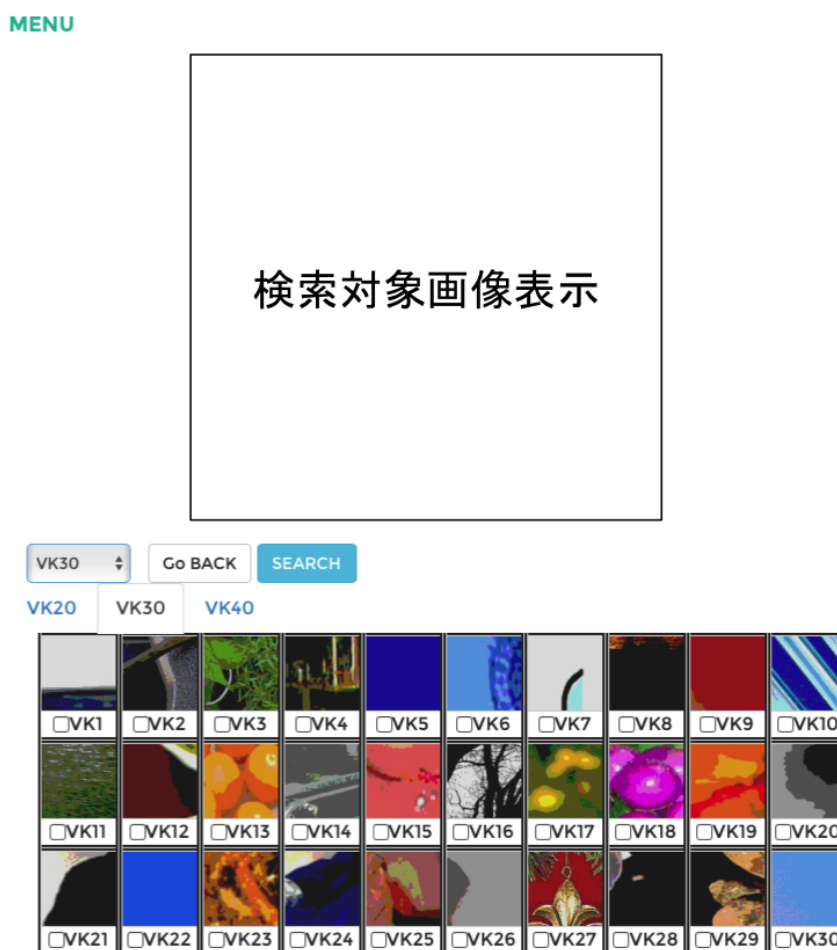 MENU
検索対象画像表示
VK30 Go BACK SEARCH
VK20 VK30 VK40
VK1 VK2 VK3 VK4 VK5 VK6 VK7 VK8 VK9 VK10
VK11 VK12 VK13 VK14 VK15 VK16 VK17 VK18 VK19 VK20
VK21 VK22 VK23 VK24 VK25 VK26 VK27 VK28 VK29 VK30